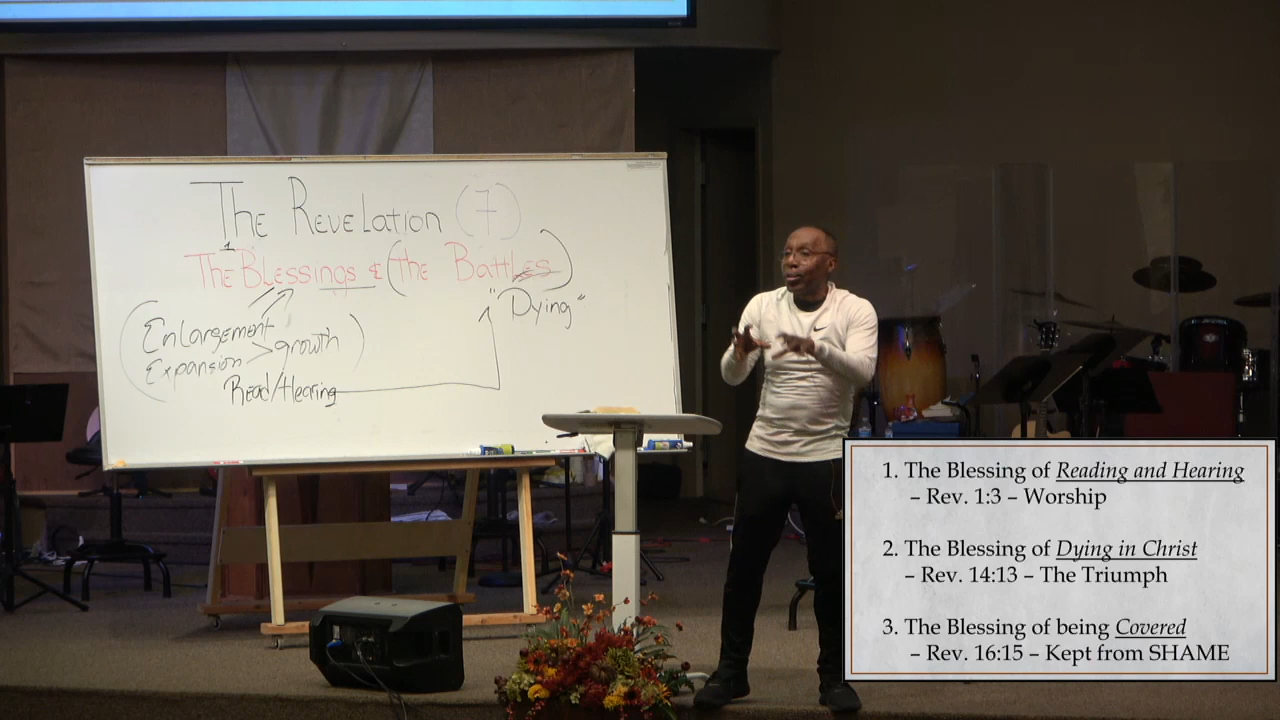 The Revelation (7)
1
The Blessings & (the Battles)
"Dying"
Enlargement
Expansion > growth
Read/Hearing
1. The Blessing of Reading and Hearing
– Rev. 1:3 – Worship
2. The Blessing of Dying in Christ
– Rev. 14:13 – The Triumph
3. The Blessing of being Covered
– Rev. 16:15 – Kept from SHAME